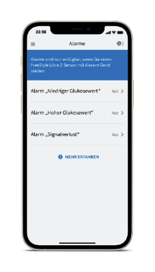 Alarme
Alarme sind nur verfügbar, wenn Sie einen
FreeStyle Libre 3 Sensor mit diesem Gerät
starten.
Alarm „Niedriger Glukosewert“ Aus
Alarm „Hoher Glukosewert“ Aus
Alarm „Signalverlust“ Aus
MEHR ERFAHREN